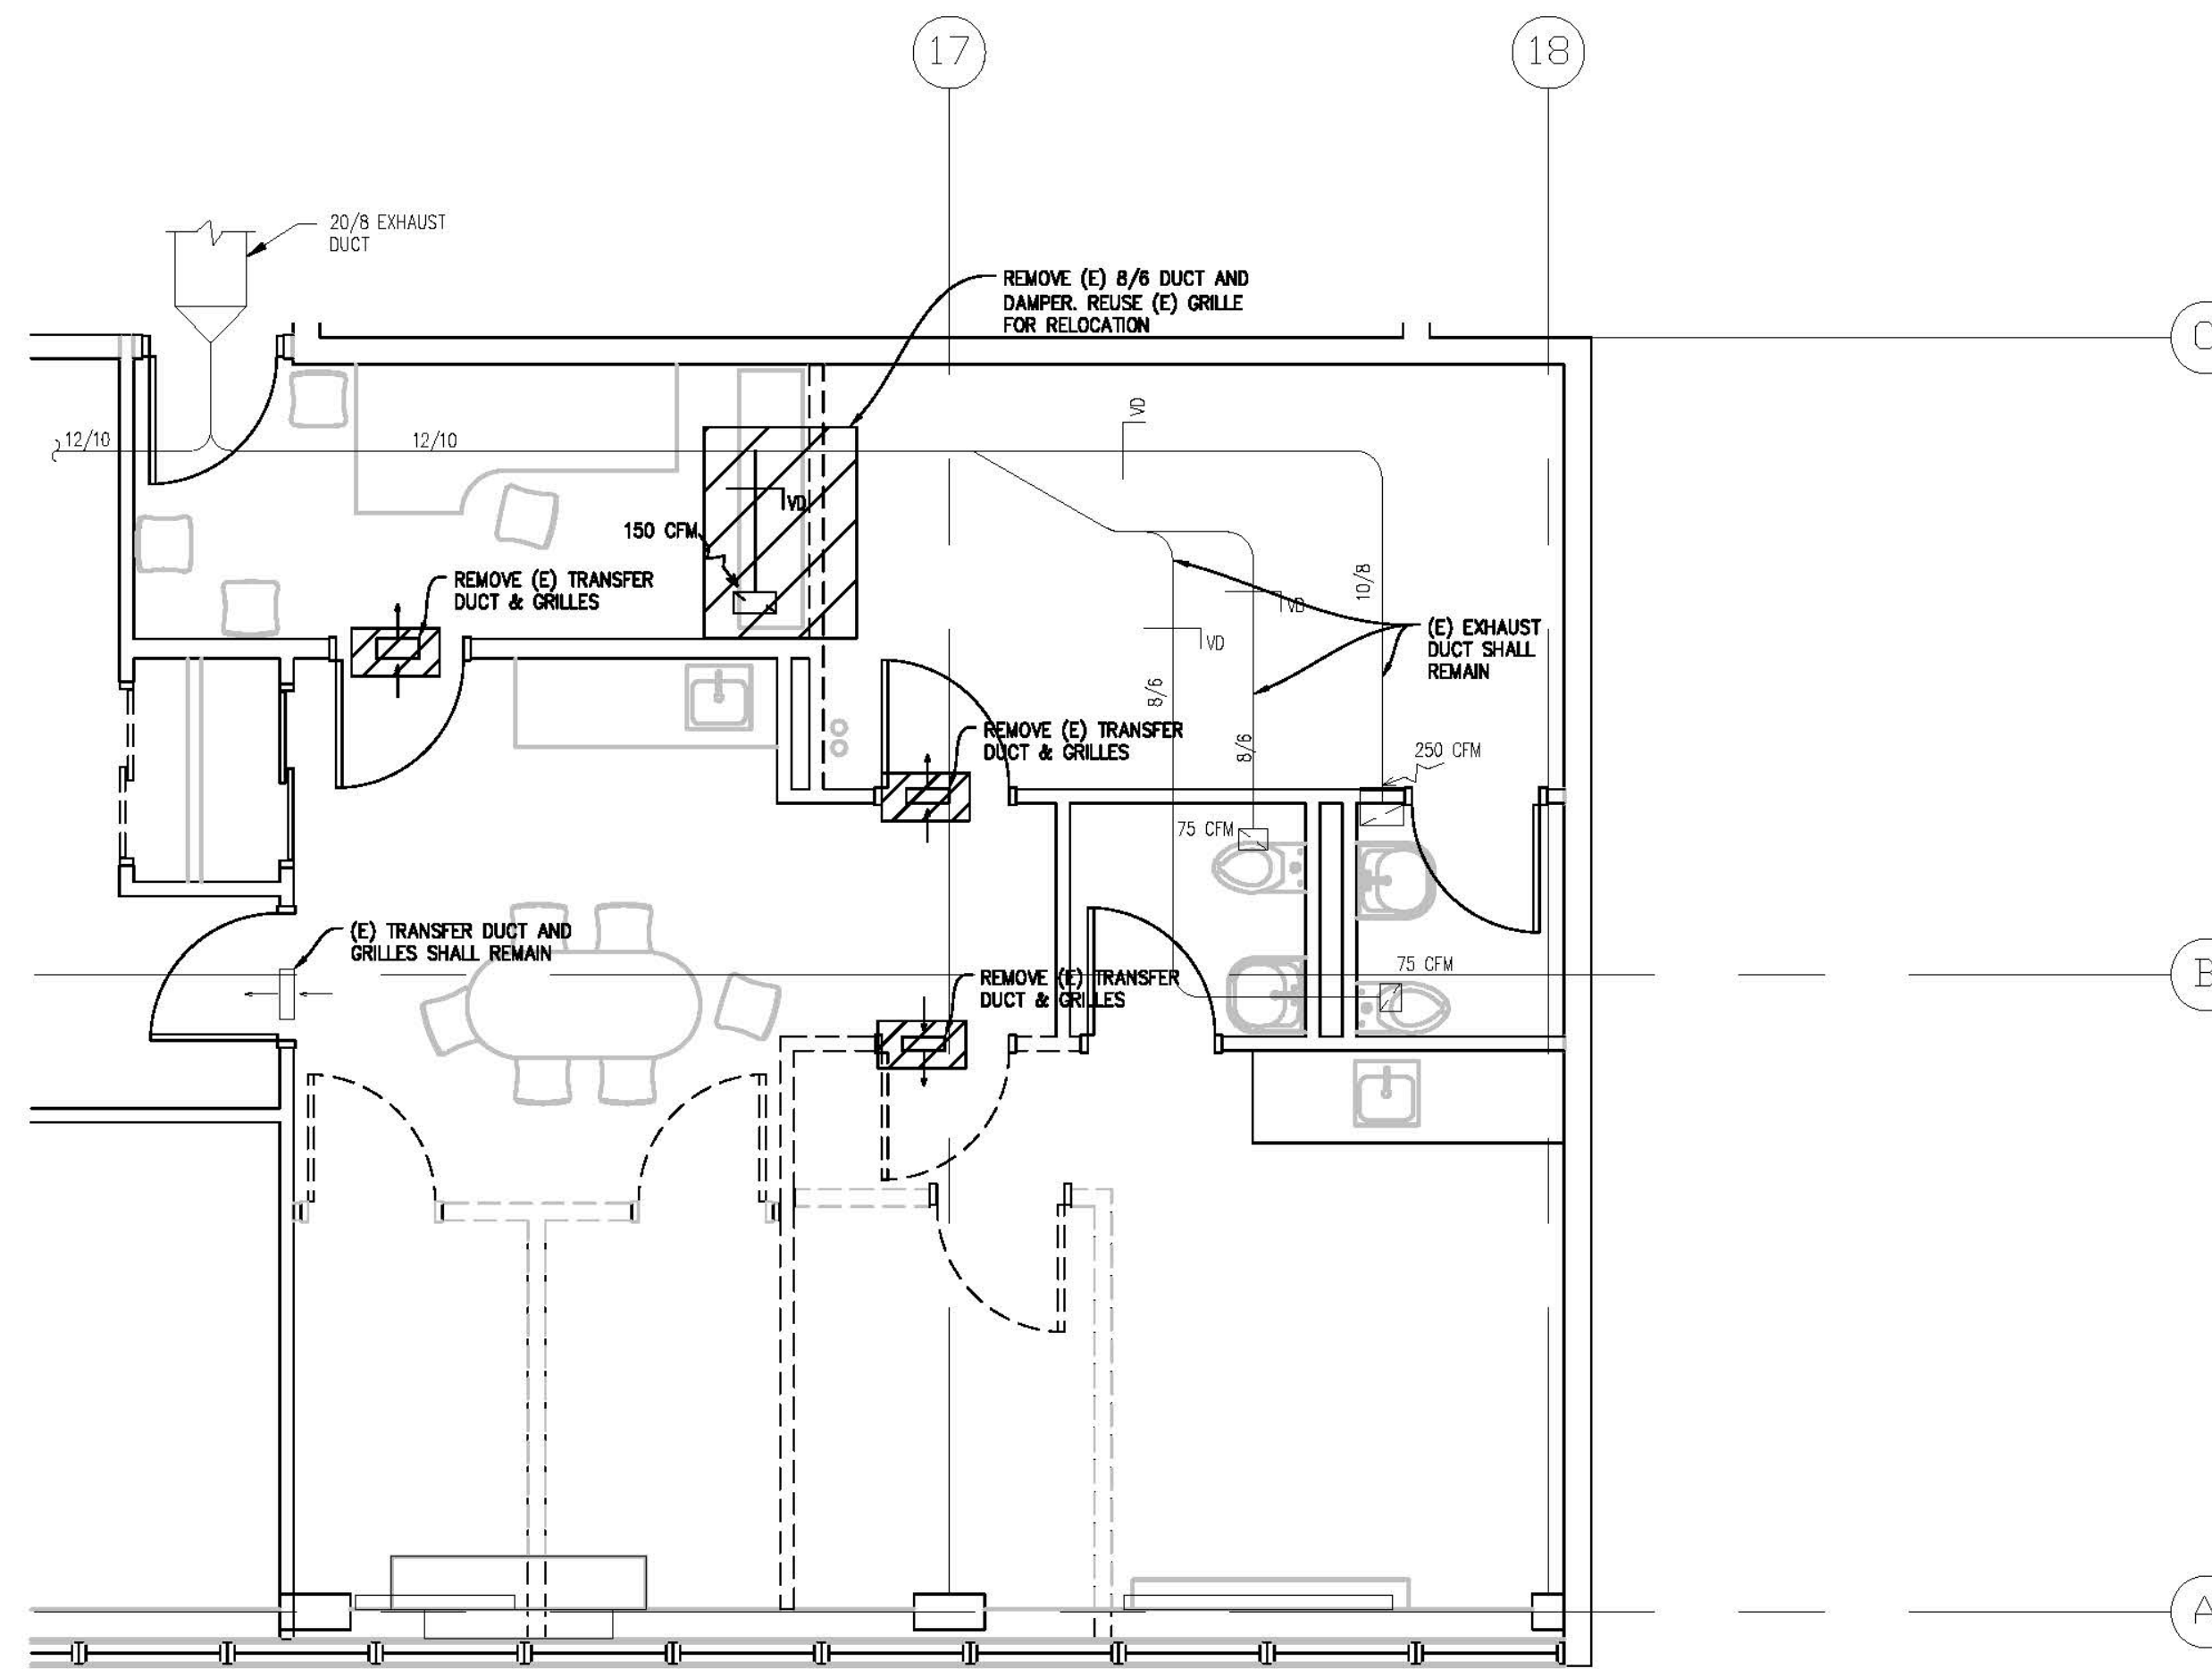 17
18
20/8 EXHAUST
DUCT
REMOVE (E) 8/6 DUCT AND
DAMPER. REUSE (E) GRILLE
FOR RELOCATION
12/10
12/10
VD
VD
150 CFM
REMOVE (E) TRANSFER
DUCT & GRILLES
10/8
VD
VD
(E) EXHAUST
DUCT SHALL
REMAIN
8/6
8/6
REMOVE (E) TRANSFER
DUCT & GRILLES
250 CFM
75 CFM
(E) TRANSFER DUCT AND
GRILLES SHALL REMAIN
75 CFM
REMOVE (E) TRANSFER
DUCT & GRILLES
B
A